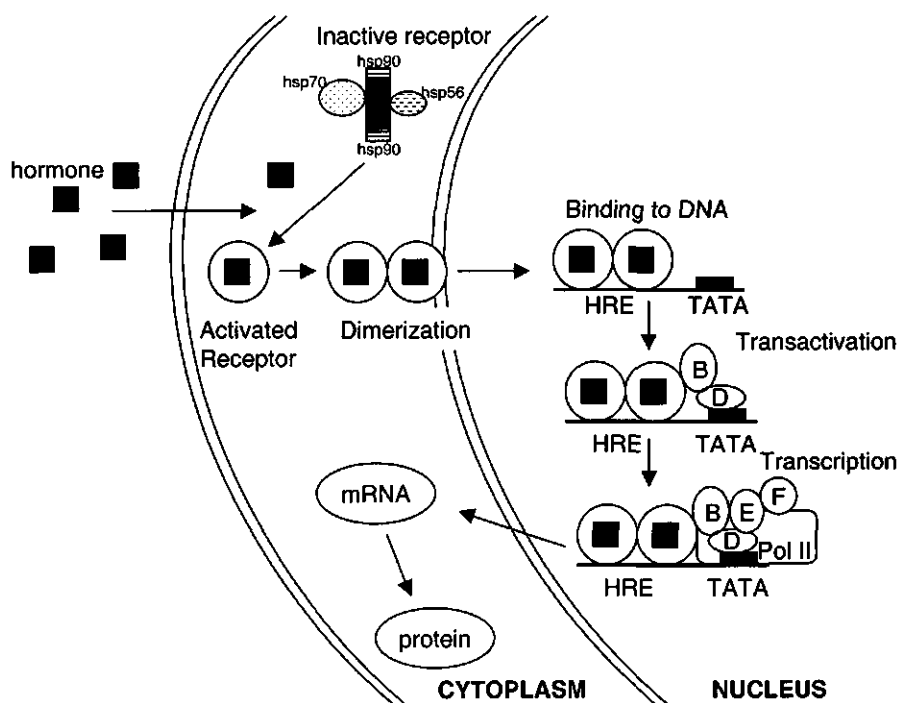 Inactive receptor
hsp90
hsp70
hsp56
hsp90
hormone
Binding to DNA
HRE TATA
Activated
Receptor
Dimerization
Transactivation
B
D
HRE TATA
Transcription
mRNA
B E F
D
Pol II
HRE TATA
protein
CYTOPLASM NUCLEUS